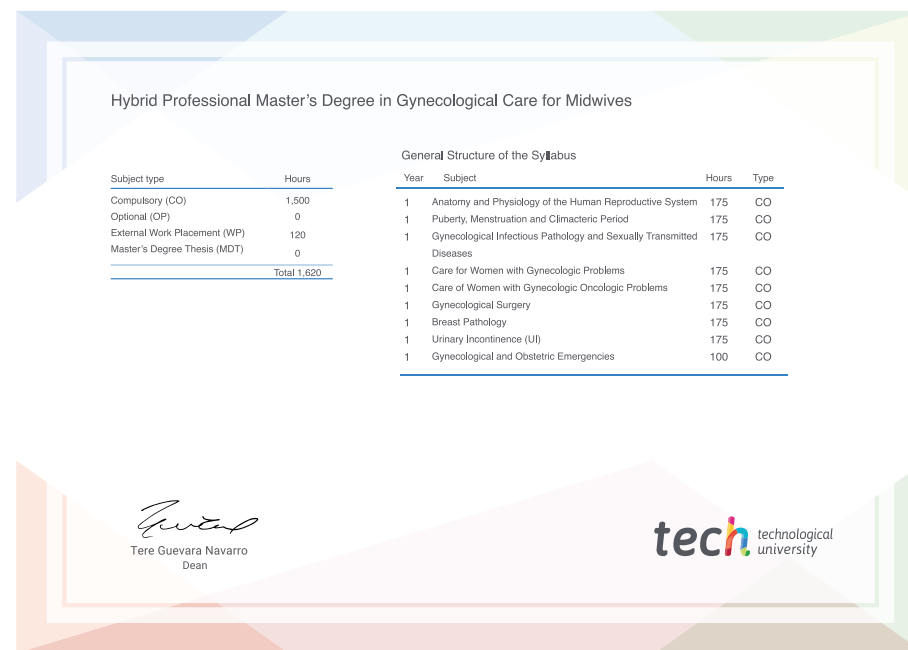 Hybrid Professional Master's Degree in Gynecological Care for Midwives
Subject type Hours
Compulsory (CO) 1,500
Optional (OP) 0
External Work Placement (WP) 120
Master's Degree Thesis (MDT) 0
Total 1,620
General Structure of the Syllabus
Year Subject Hours Type
1 Anatomy and Physiology of the Human Reproductive System 175 CO
1 Puberty, Menstruation and Climacteric Period 175 CO
1 Gynecological Infectious Pathology and Sexually Transmitted 175 CO
Diseases
1 Care for Women with Gynecologic Problems 175 CO
1 Care of Women with Gynecologic Oncologic Problems 175 CO
1 Gynecological Surgery 175 CO
1 Breast Pathology 175 CO
1 Urinary Incontinence (UI) 175 CO
1 Gynecological and Obstetric Emergencies 100 CO
Tere Guevara Navarro
Dean
tech technological
university